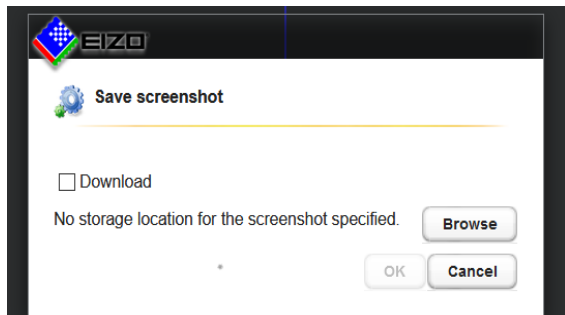 EIZO
Save screenshot
Download
No storage location for the screenshot specified.
Browse
OK
Cancel